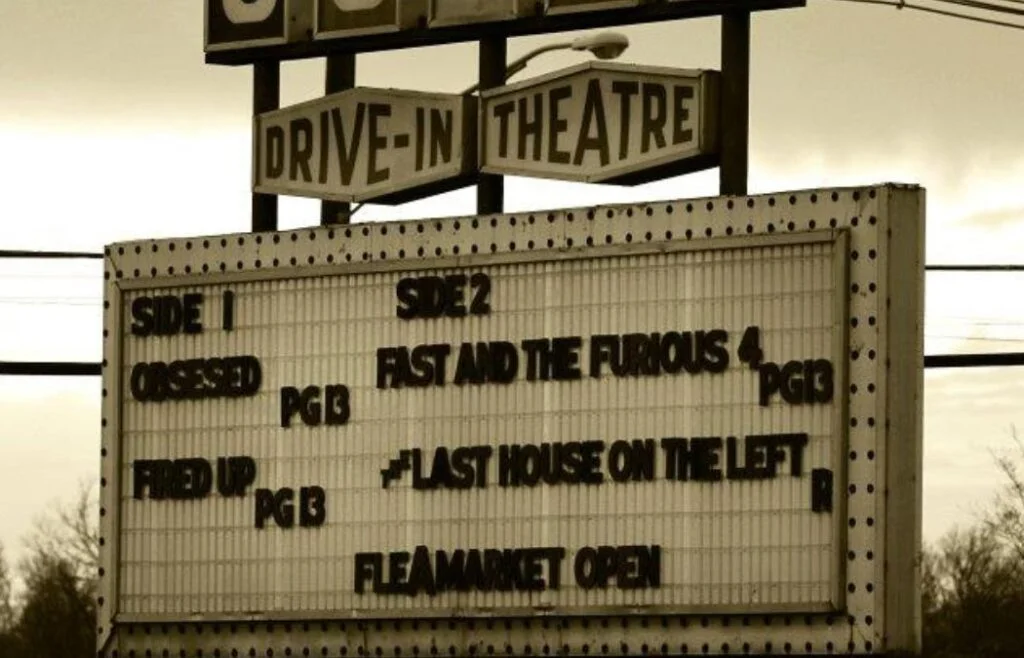 DRIVE-IN THEATRE
SIDE 1
OBSESED
PG13
FIRED UP
PG13
SIDE 2
FAST AND THE FURIOUS 4
PG13
LAST HOUSE ON THE LEFT
R
FLEAMARKET OPEN